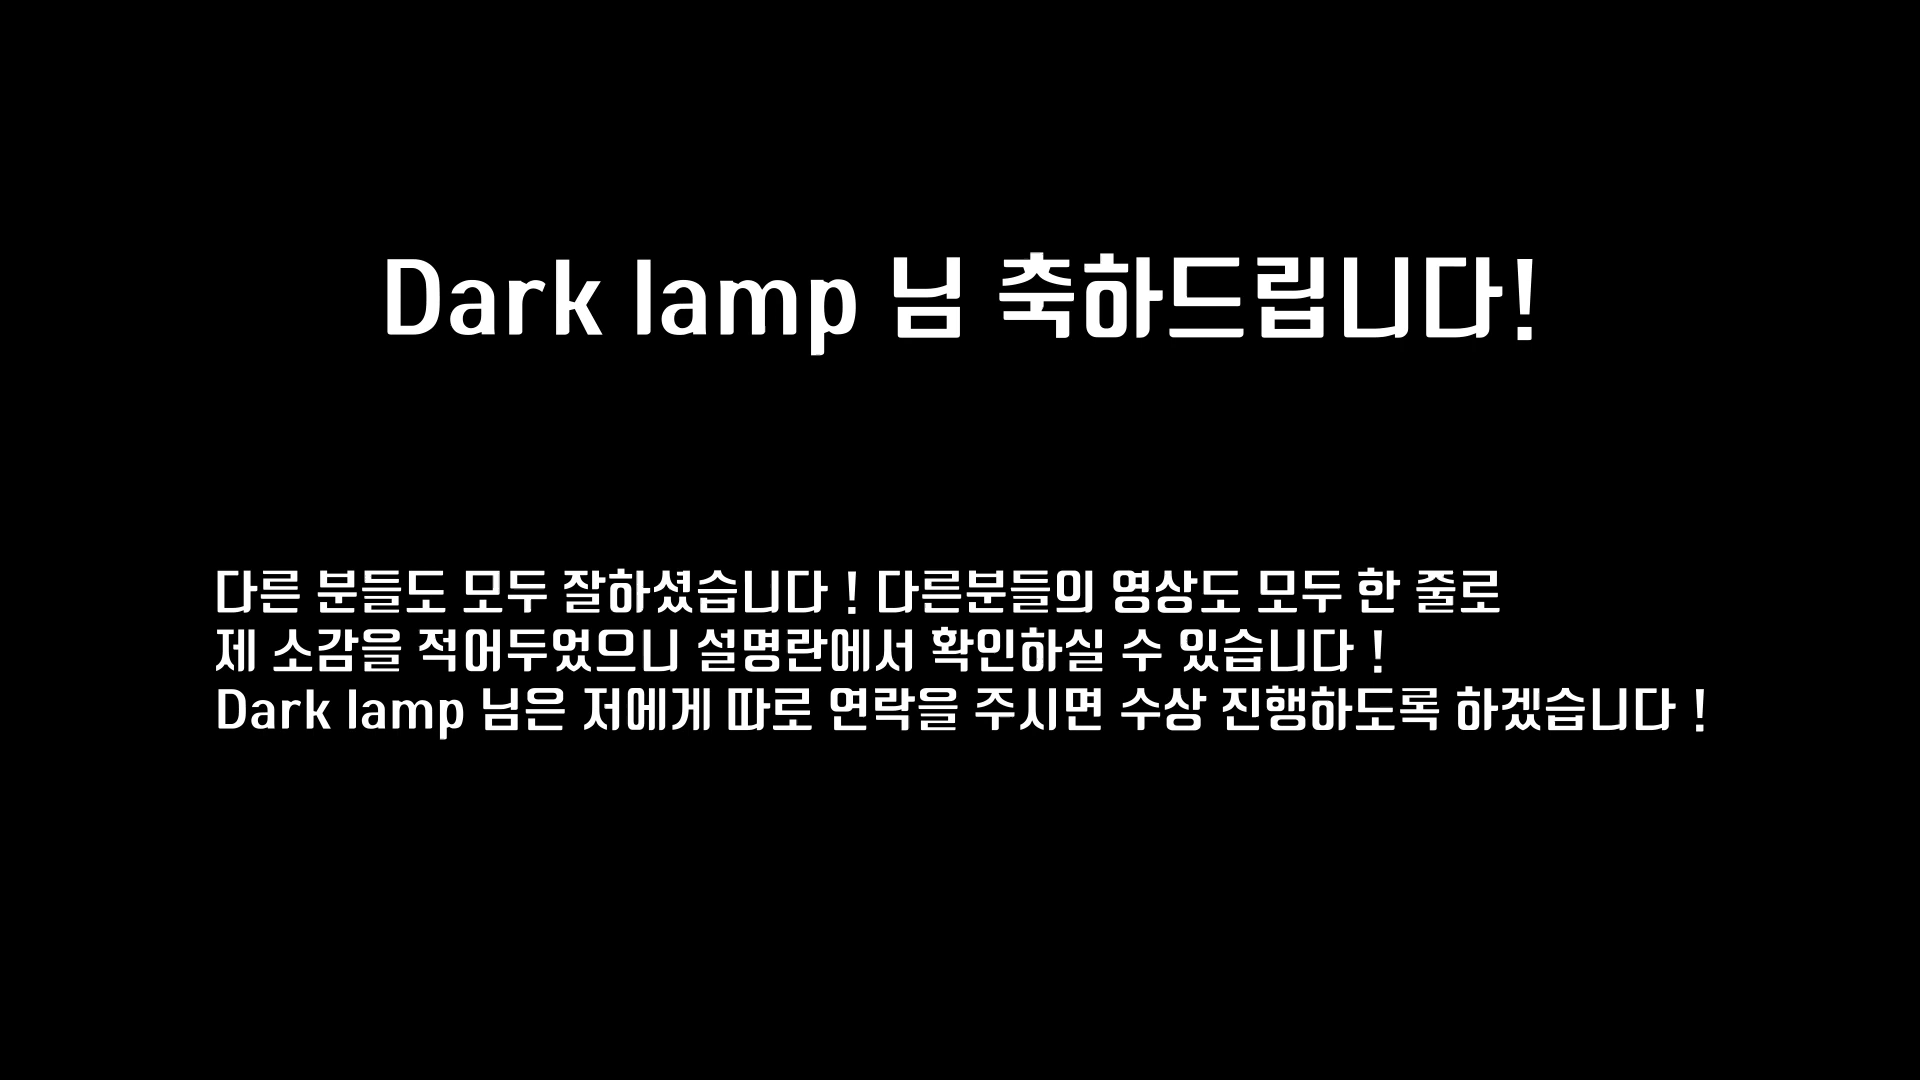 Dark lamp 님 축하드립니다!
다른 분들도 모두 잘하셨습니다 ! 다른분들의 영상도 모두 한 줄로
제 소감을 적어두었으니 설명란에서 확인하실 수 있습니다 !
Dark lamp 님은 저에게 따로 연락을 주시면 수상 진행하도록 하겠습니다 !